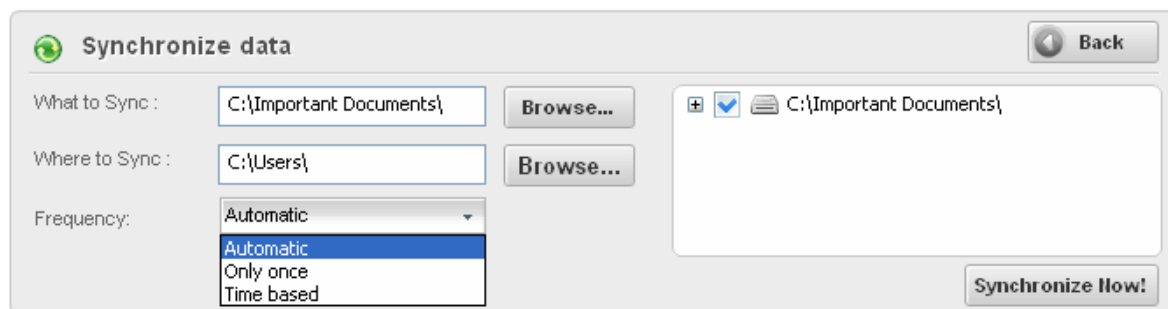 Synchronize data
Back
What to Sync :
C:\Important Documents\
Browse...
C:\Important Documents\
Where to Sync :
C:\Users\
Browse...
Frequency:
Automatic
Automatic
Only once
Time based
Synchronize Now!